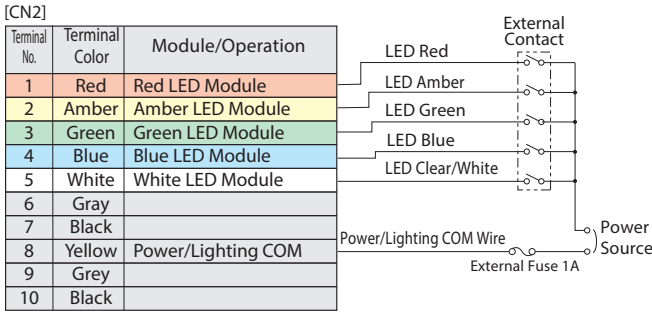 [CN2]
Terminal No. Terminal Color Module/Operation
1 Red Red LED Module
2 Amber Amber LED Module
3 Green Green LED Module
4 Blue Blue LED Module
5 White White LED Module
6 Gray
7 Black
8 Yellow Power/Lighting COM
9 Grey
10 Black
External
Contact
LED Red
LED Amber
LED Green
LED Blue
LED Clear/White
Power/Lighting COM Wire
External Fuse 1A
Power
Source